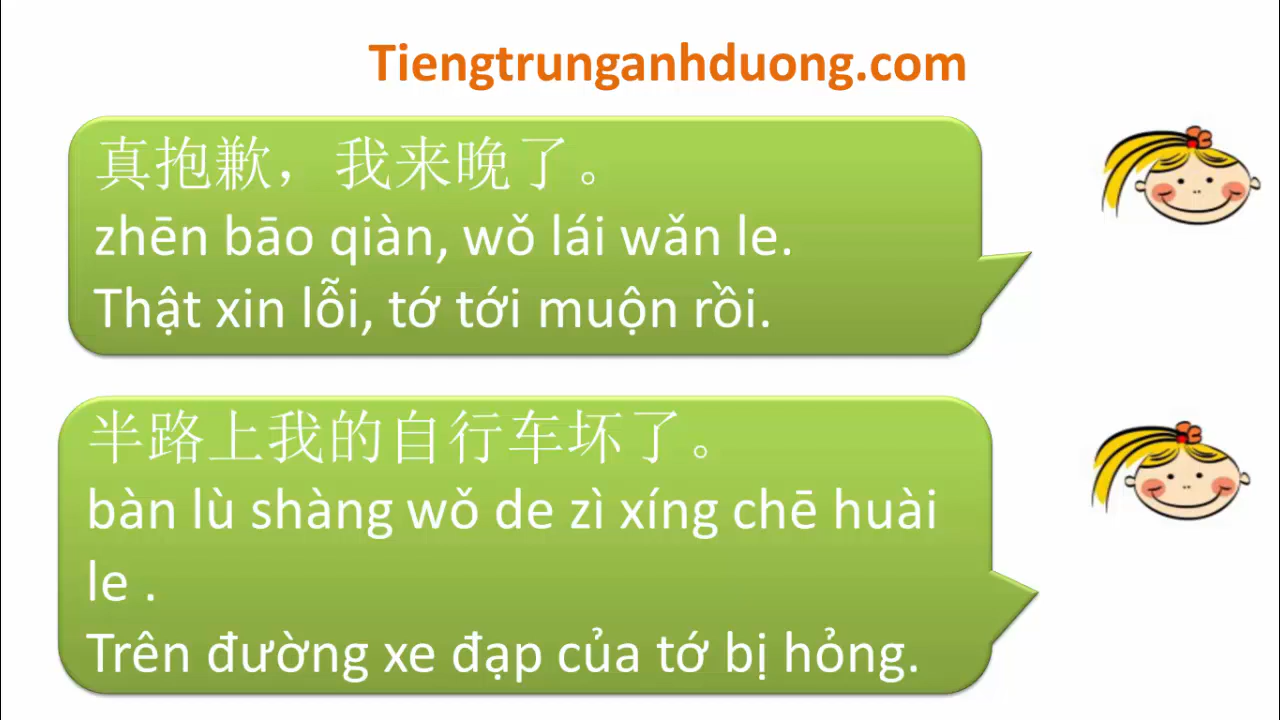 Tiengtrunganhduong.com
真抱歉，我来晚了。
zhēn bāo qiàn, wǒ lái wǎn le.
Thật xin lỗi, tớ tới muộn rồi.
半路上我的自行车坏了。
bàn lù shàng wǒ de zì xíng chē huài
le .
Trên đường xe đạp của tớ bị hỏng.